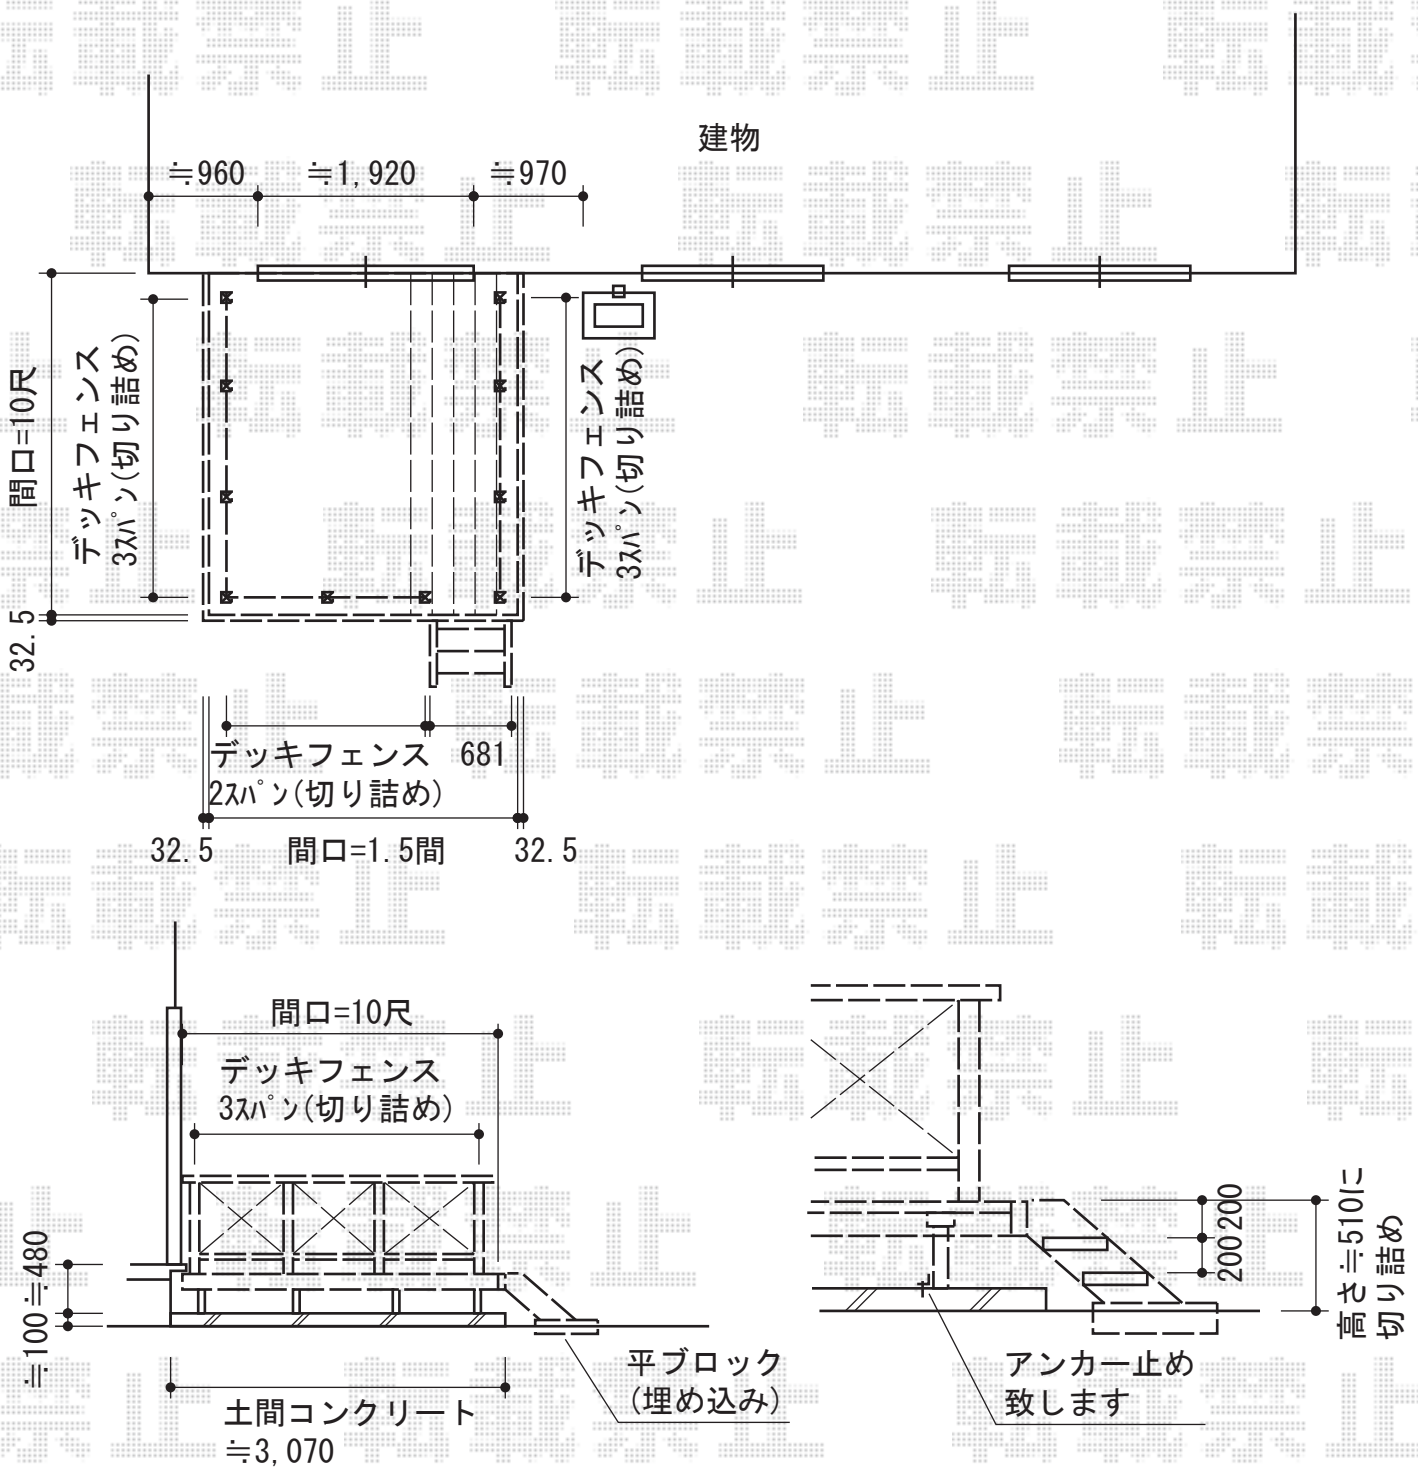 建物
≒960
≒1,920
≒970
間口=10尺
デッキフェンス
3スパン(切り詰め)
デッキフェンス
3スパン(切り詰め)
32.5
デッキフェンス
2スパン(切り詰め)
681
32.5
間口=1.5間
32.5
間口=10尺
デッキフェンス
3スパン(切り詰め)
≒480
≒100
土間コンクリート
≒3,070
平ブロック
(埋め込み)
アンカー止め
致します
200
200
高さ≒510に
切り詰め
転載禁止